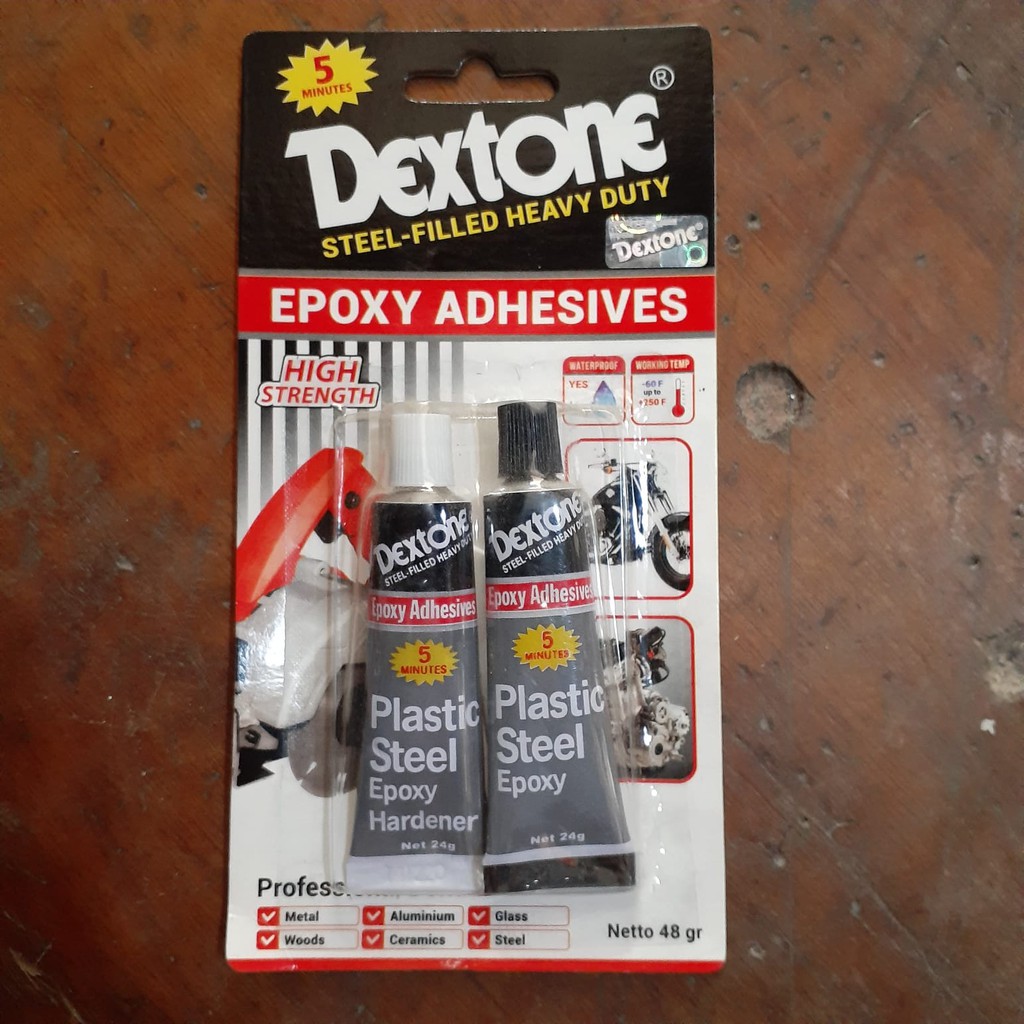 5
MINUTES
Dextone®
STEEL-FILLED HEAVY DUTY
Dextone®
EPOXY ADHESIVES
HIGH
STRENGTH
WATERPROOF
YES
WORKING TEMP
-60 F
up to
+250 F
Dextone
STEEL-FILLED HEAVY DUTY
Epoxy Adhesives
5
MINUTES
Plastic
Steel
Epoxy
Hardener
Net 24g
Dextone
STEEL-FILLED HEAVY DUTY
Epoxy Adhesives
5
MINUTES
Plastic
Steel
Epoxy
Net 24g
Metal
Aluminium
Glass
Woods
Ceramics
Steel
Netto 48 gr